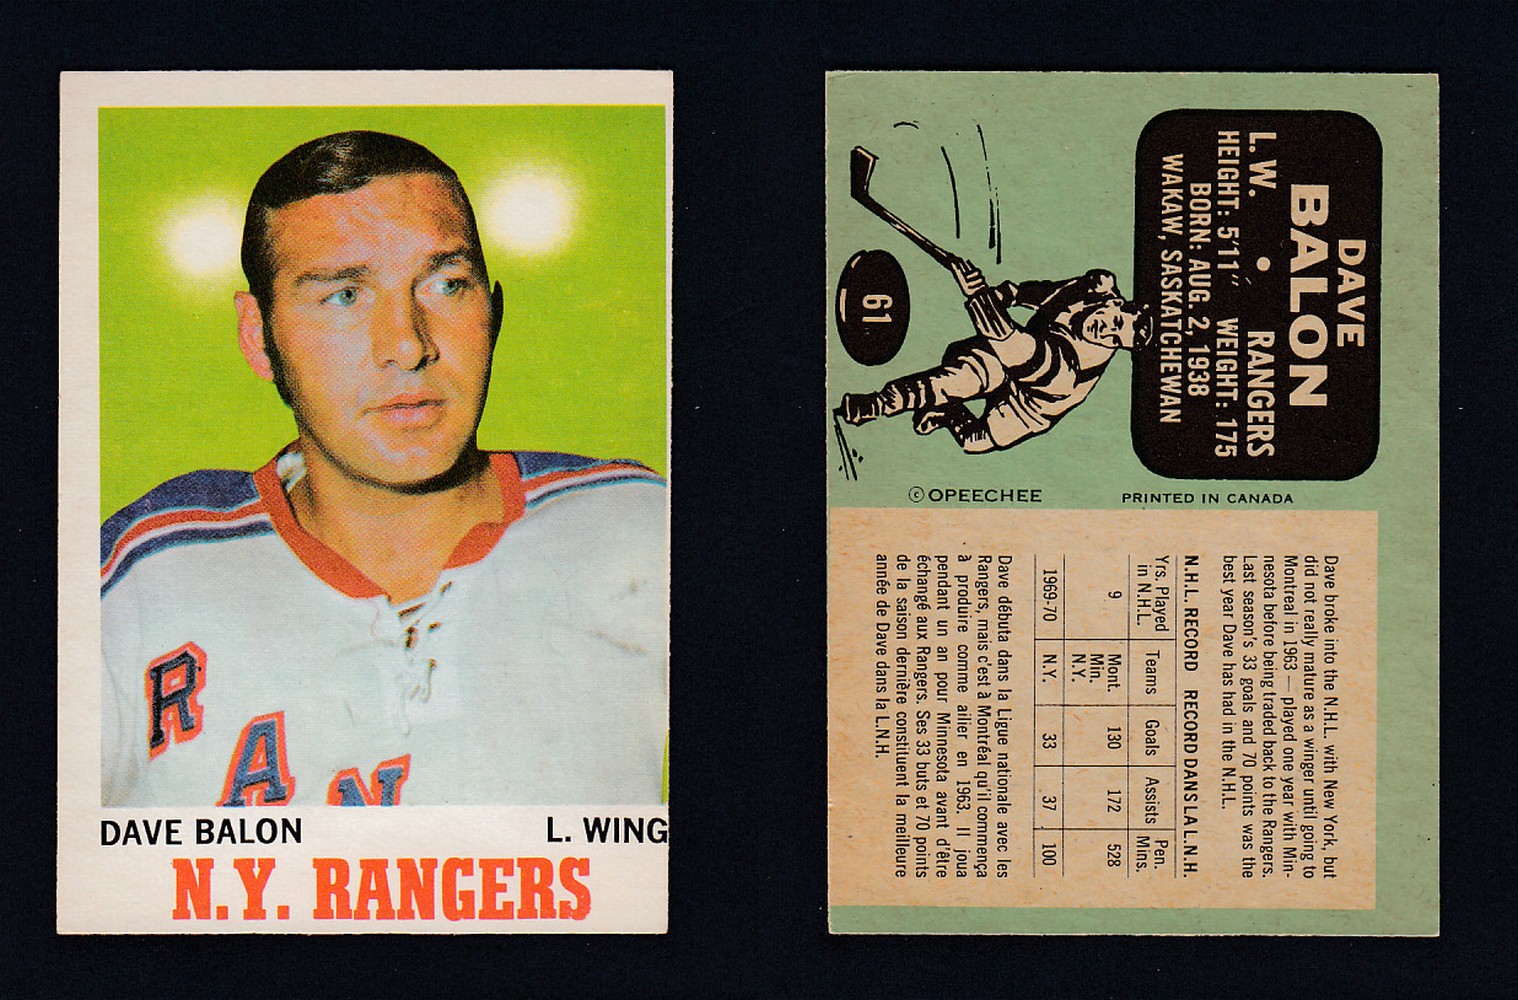 RAN
DAVE BALON L. WING
N.Y. RANGERS
DAVE
BALON
L.W. • RANGERS
HEIGHT: 5'11" WEIGHT: 175
BORN: AUG. 2, 1938
WAKAW, SASKATCHEWAN
61
© OPEECHEE PRINTED IN CANADA
Dave broke into the N.H.L. with New York, but
did not really mature as a winger until going to
Montreal in 1963 — played one year with Min-
nesota before being traded back to the Rangers.
Last season's 33 goals and 70 points was the
best year Dave has had in the N.H.L.
N.H.L. RECORD RECORD DANS LA L.N.H.
Yrs. Played in N.H.L. Teams Goals Assists Pen. Mins.
9 Mont. 130 172 528
Min.
N.Y.
1969-70 N.Y. 33 37 100
Dave débuta dans la Ligue nationale avec les
Rangers, mais c'est à Montréal qu'il commença
à produire comme ailier en 1963. Il joua
pendant un an pour Minnesota avant d'être
échangé aux Rangers. Ses 33 buts et 70 points
de la saison dernière constituent la meilleure
année de Dave dans la L.N.H.